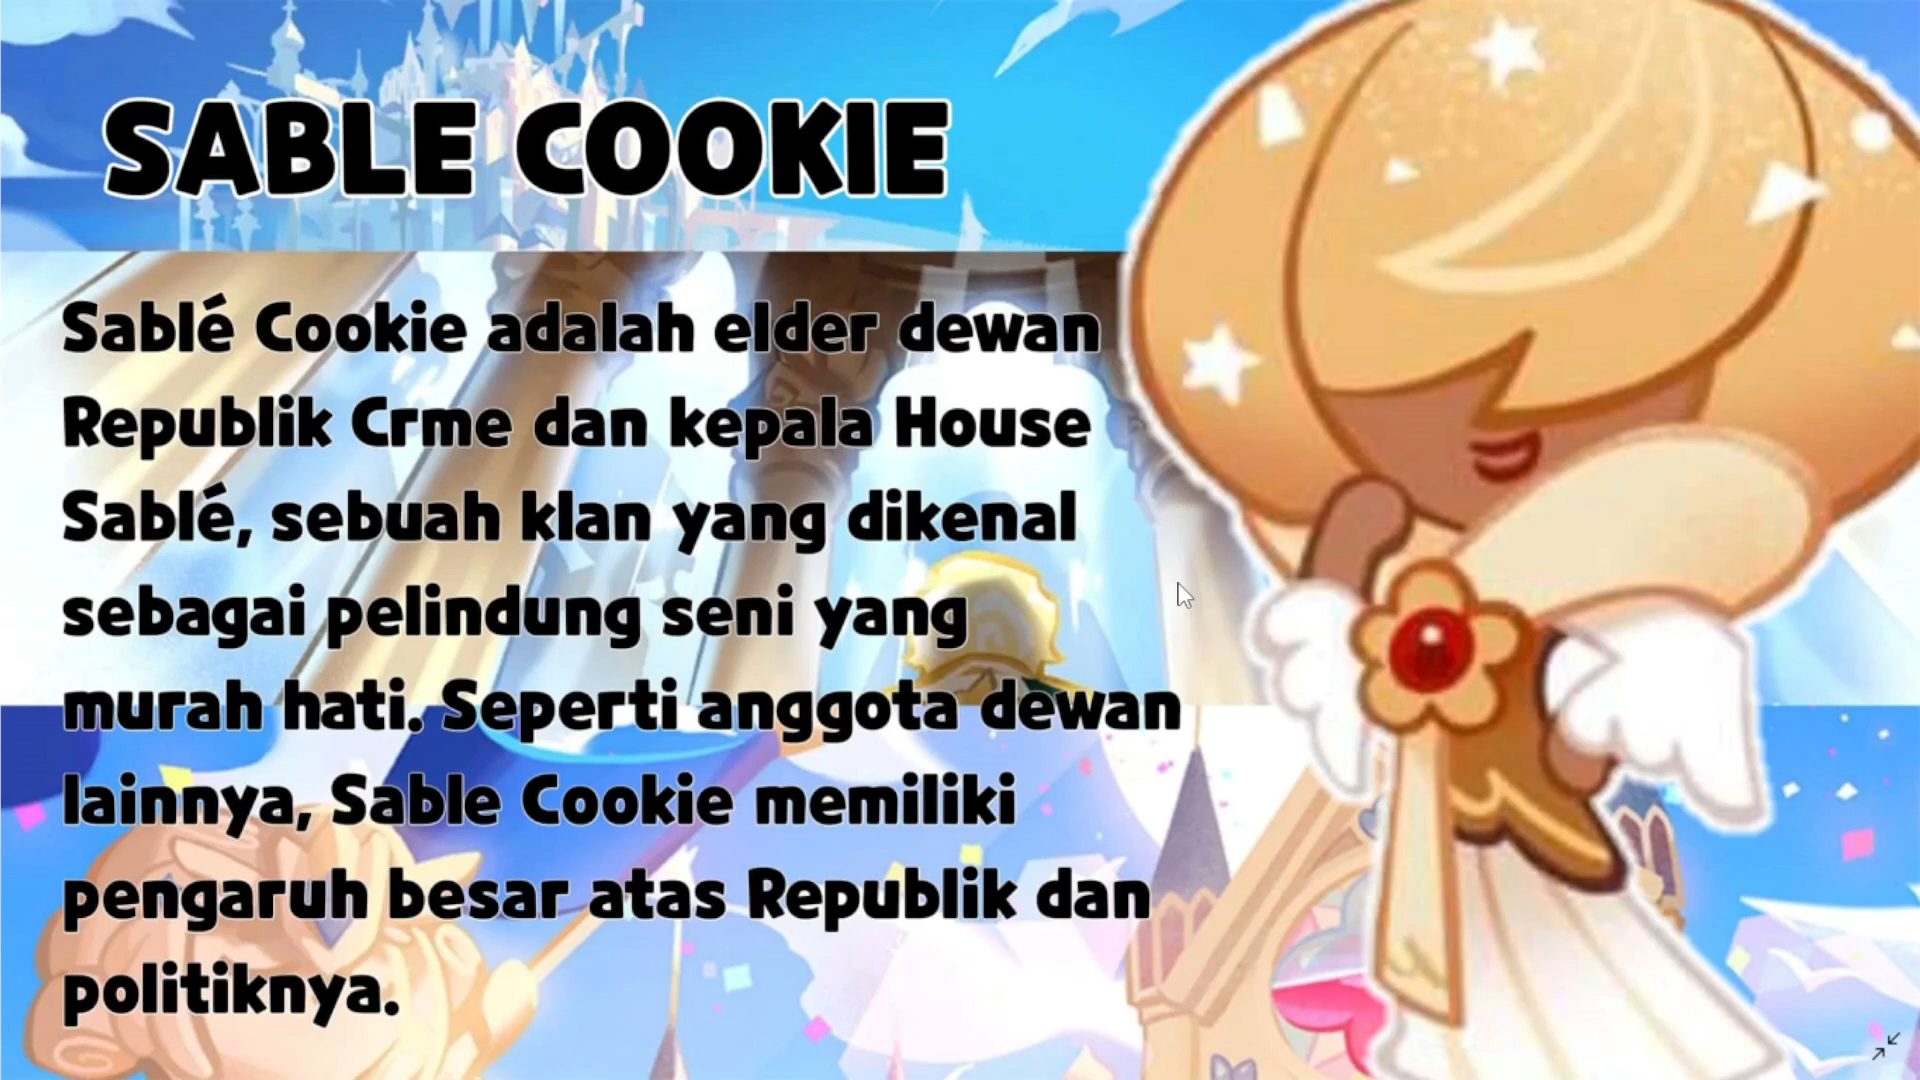 SABLE COOKIE
Sablé Cookie adalah elder dewan
Republik Crme dan kepala House
Sablé, sebuah klan yang dikenal
sebagai pelindung seni yang
murah hati. Seperti anggota dewan
lainnya, Sable Cookie memiliki
pengaruh besar atas Republik dan
politiknya.